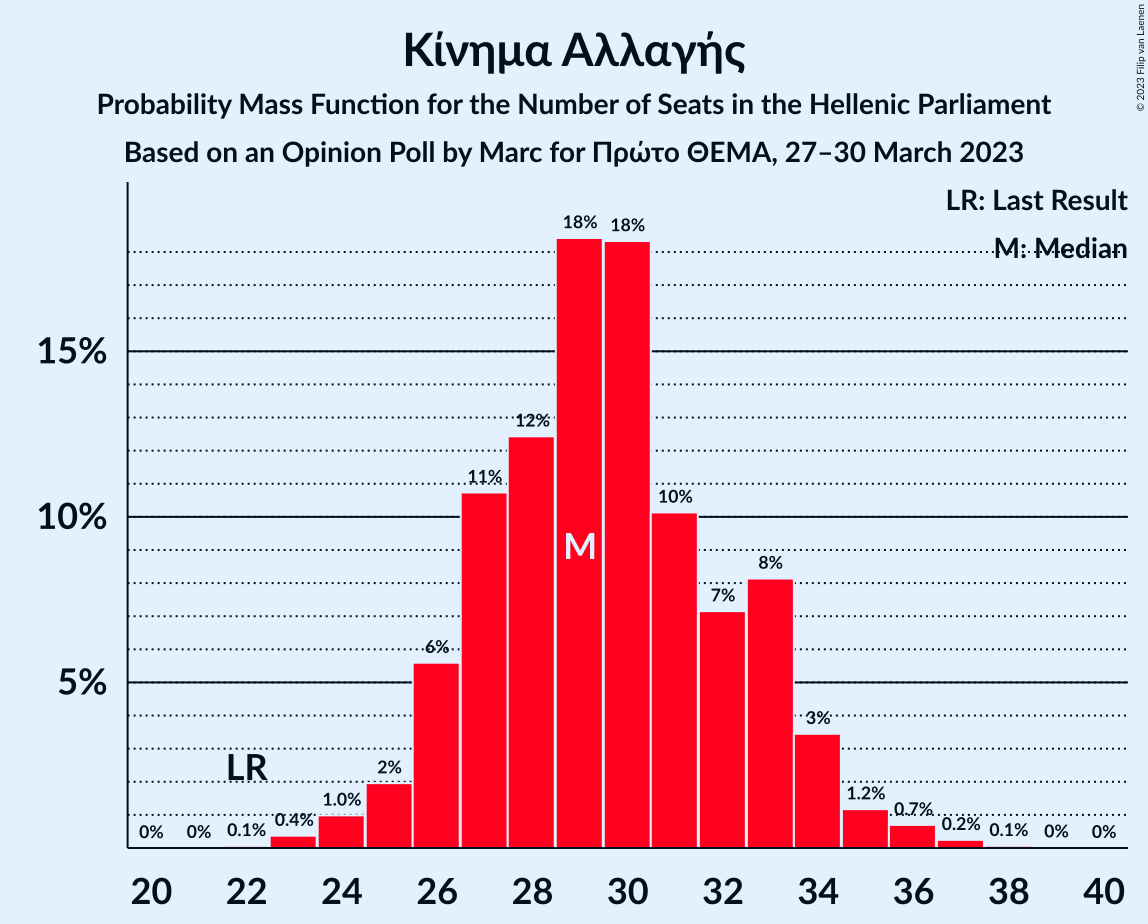 Κίνημα Αλλαγής
Probability Mass Function for the Number of Seats in the Hellenic Parliament
Based on an Opinion Poll by Marc for Πρώτο ΘΕΜΑ, 27–30 March 2023
© 2023 Filip van Laenen
LR: Last Result
M: Median
18% 18%
15%
12%
11%
10%
10%
M
8%
7%
6%
5%
3%
LR
2%
1.0% 1.2%
0% 0% 0.1% 0.4% 0.7% 0.2% 0.1% 0% 0%
20 22 24 26 28 30 32 34 36 38 40